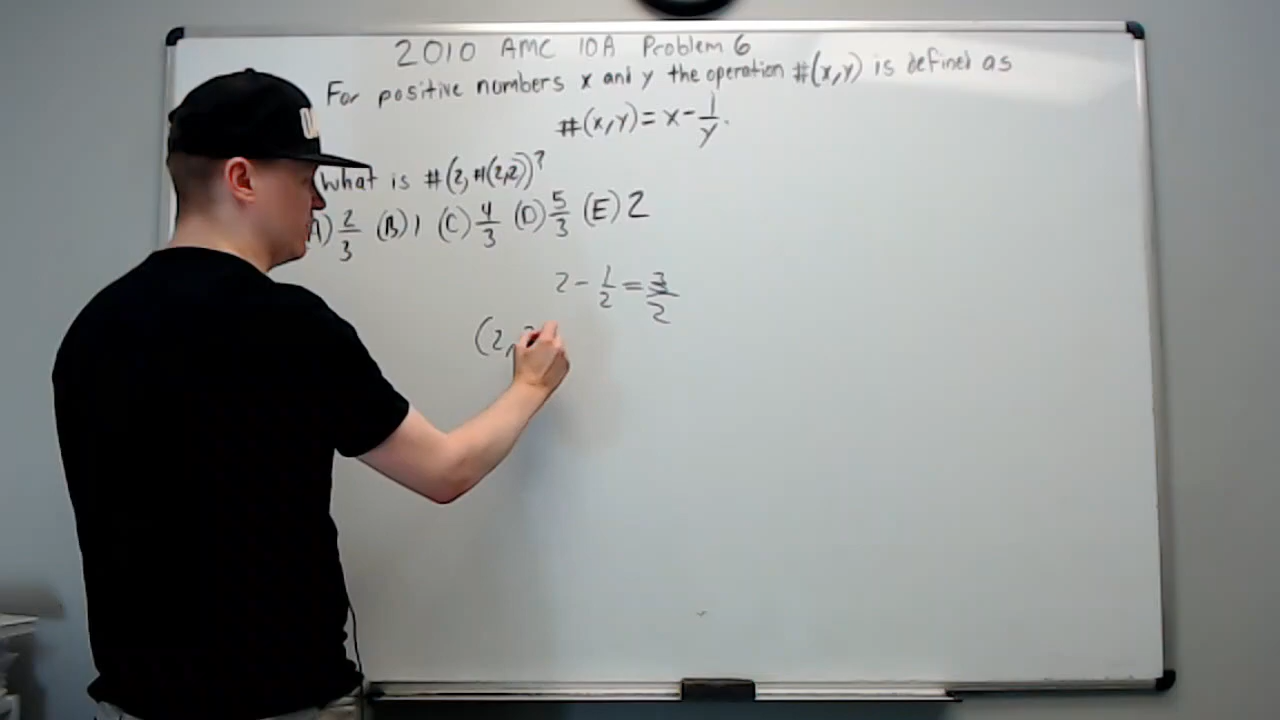 2010 AMC 10A Problem 6
For positive numbers x and y the operation #(x,y) is defined as
#(x,y) = x - 1/y.
What is #(2, #(2,2))?
A) 2/3 (B) 1 (C) 4/3 (D) 5/3 (E) 2
2 - 1/2 = 3/2
(2,